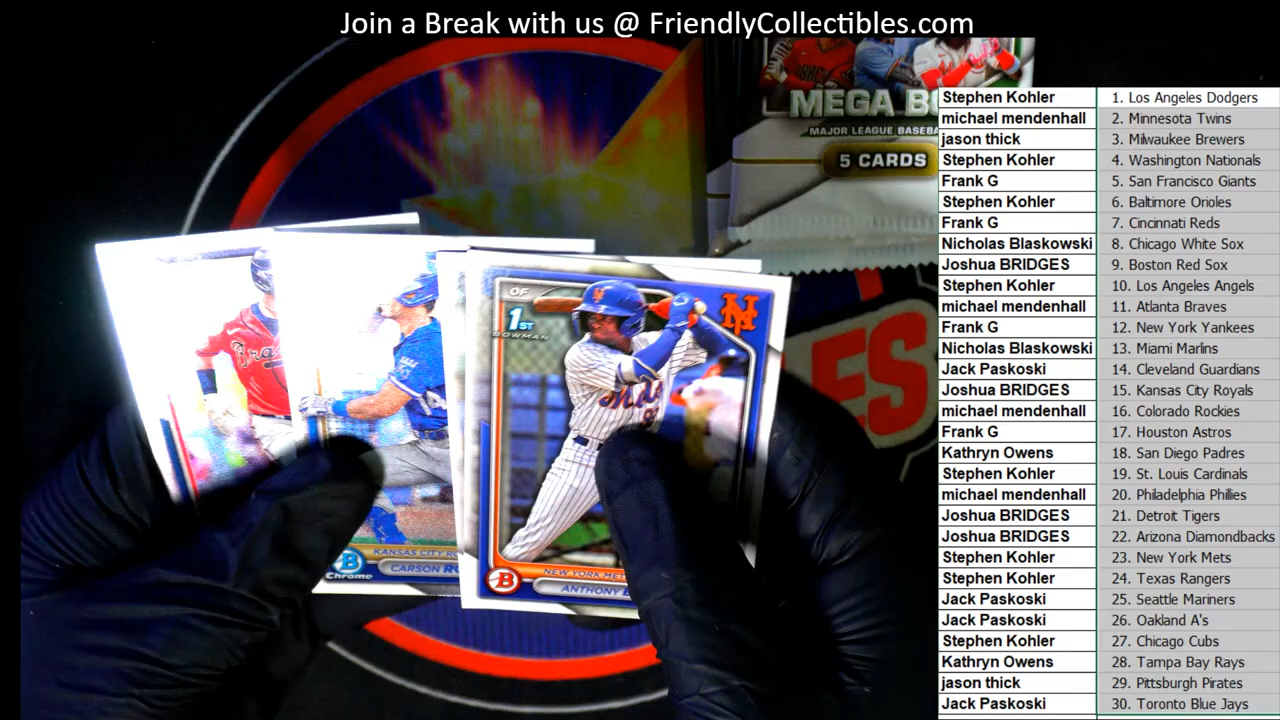 Join a Break with us @ FriendlyCollectibles.com
MEGA
MAJOR LEAGUE
5 CARDS
Stephen Kohler 1. Los Angeles Dodgers
michael mendenhall 2. Minnesota Twins
jason thick 3. Milwaukee Brewers
Stephen Kohler 4. Washington Nationals
Frank G 5. San Francisco Giants
Stephen Kohler 6. Baltimore Orioles
Frank G 7. Cincinnati Reds
Nicholas Blaskowski 8. Chicago White Sox
Joshua BRIDGES 9. Boston Red Sox
Stephen Kohler 10. Los Angeles Angels
michael mendenhall 11. Atlanta Braves
Frank G 12. New York Yankees
Nicholas Blaskowski 13. Miami Marlins
Jack Paskoski 14. Cleveland Guardians
Joshua BRIDGES 15. Kansas City Royals
michael mendenhall 16. Colorado Rockies
Frank G 17. Houston Astros
Kathryn Owens 18. San Diego Padres
Stephen Kohler 19. St. Louis Cardinals
michael mendenhall 20. Philadelphia Phillies
Joshua BRIDGES 21. Detroit Tigers
Joshua BRIDGES 22. Arizona Diamondbacks
Stephen Kohler 23. New York Mets
Stephen Kohler 24. Texas Rangers
Jack Paskoski 25. Seattle Mariners
Jack Paskoski 26. Oakland A's
Stephen Kohler 27. Chicago Cubs
Kathryn Owens 28. Tampa Bay Rays
jason thick 29. Pittsburgh Pirates
Jack Paskoski 30. Toronto Blue Jays
OF
1ST
BOWMAN
KANSAS CITY
CARSON
Chrome
B
NEW YORK MET
ANTHONY